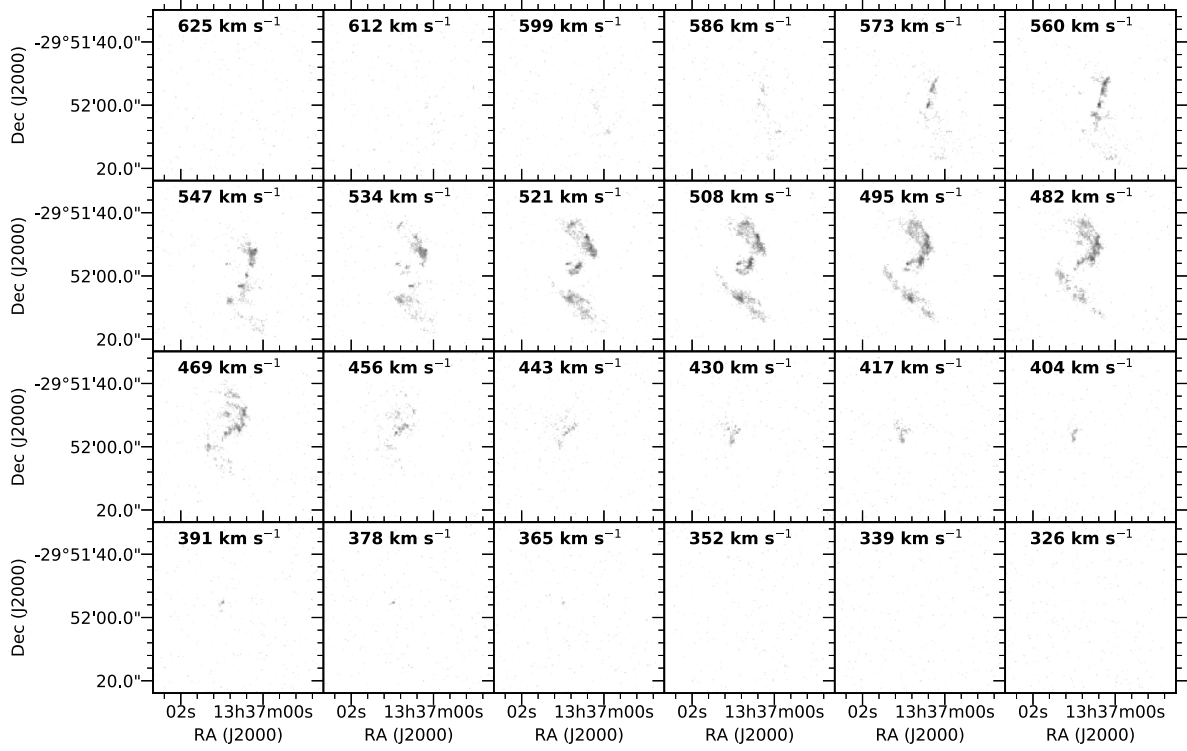 625 km s⁻¹ 612 km s⁻¹ 599 km s⁻¹ 586 km s⁻¹ 573 km s⁻¹ 560 km s⁻¹
-29°51'40.0"
52'00.0"
20.0"
Dec (J2000)
547 km s⁻¹ 534 km s⁻¹ 521 km s⁻¹ 508 km s⁻¹ 495 km s⁻¹ 482 km s⁻¹
-29°51'40.0"
52'00.0"
20.0"
Dec (J2000)
469 km s⁻¹ 456 km s⁻¹ 443 km s⁻¹ 430 km s⁻¹ 417 km s⁻¹ 404 km s⁻¹
-29°51'40.0"
52'00.0"
20.0"
Dec (J2000)
391 km s⁻¹ 378 km s⁻¹ 365 km s⁻¹ 352 km s⁻¹ 339 km s⁻¹ 326 km s⁻¹
-29°51'40.0"
52'00.0"
20.0"
Dec (J2000)
02s 13h37m00s 02s 13h37m00s 02s 13h37m00s 02s 13h37m00s 02s 13h37m00s 02s 13h37m00s
RA (J2000) RA (J2000) RA (J2000) RA (J2000) RA (J2000) RA (J2000)